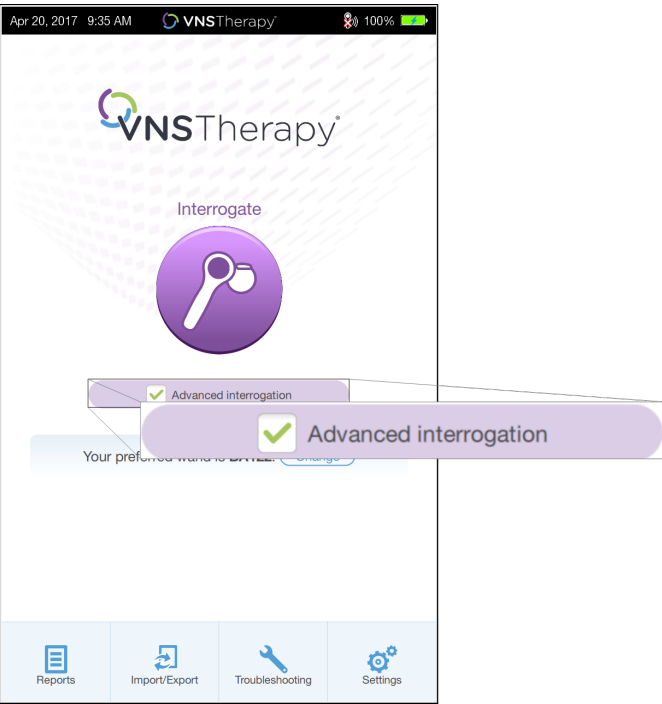 Apr 20, 2017 9:35 AM VNSTherapy 100%
VNSTherapy®
Interrogate
Advanced interrogation
Advanced interrogation
Your preferred wand is
Reports Import/Export Troubleshooting Settings